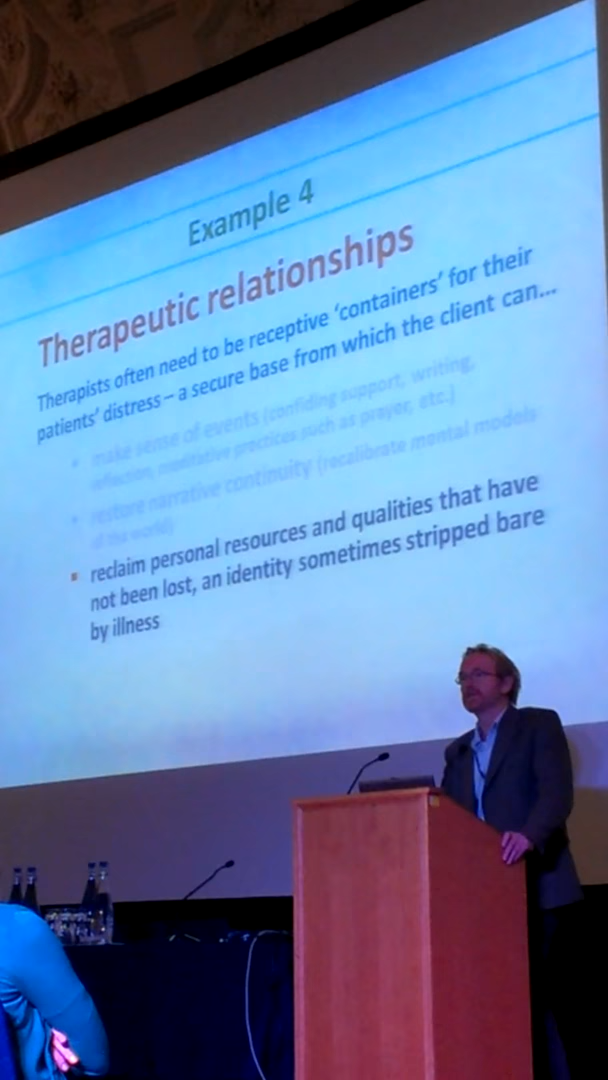 Example 4
Therapeutic relationships
Therapists often need to be receptive ‘containers’ for their
patients’ distress – a secure base from which the client can…
make sense of events (confiding support, writing,
reflection, meditative practices such as prayer, etc.)
restore narrative continuity (recalibrate mental models
of the world)
reclaim personal resources and qualities that have
not been lost, an identity sometimes stripped bare
by illness